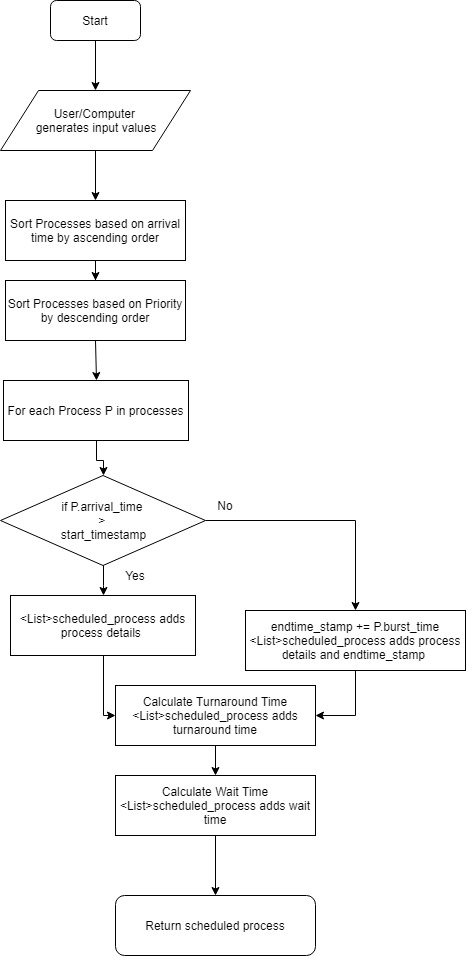 Start
User/Computer
generates input values
Sort Processes based on arrival
time by ascending order
Sort Processes based on Priority
by descending order
For each Process P in processes
if P.arrival_time
>
start_timestamp
No
Yes
<List>scheduled_process adds
process details
endtime_stamp += P.burst_time
<List>scheduled_process adds process
details and endtime_stamp
Calculate Turnaround Time
<List>scheduled_process adds
turnaround time
Calculate Wait Time
<List>scheduled_process adds wait
time
Return scheduled process